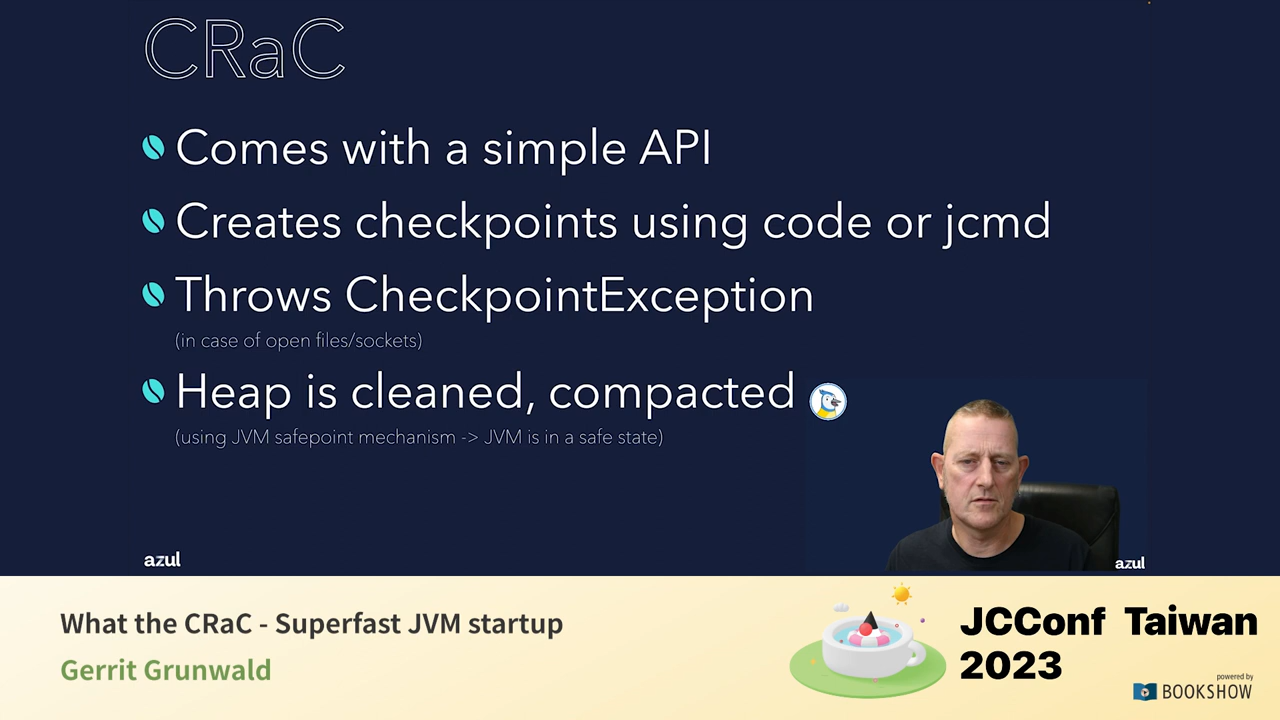 CRaC
Comes with a simple API
Creates checkpoints using code or jcmd
Throws CheckpointException
(in case of open files/sockets)
Heap is cleaned, compacted
(using JVM safepoint mechanism -> JVM is in a safe state)
azul
azul
What the CRaC - Superfast JVM startup
Gerrit Grunwald
JCConf Taiwan
2023
powered by
BOOKSHOW